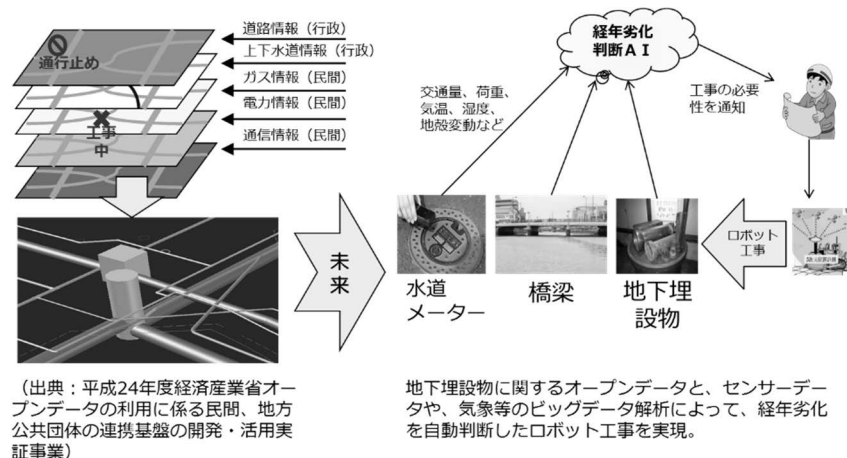 道路情報（行政）
上下水道情報（行政）
ガス情報（民間）
電力情報（民間）
通信情報（民間）
通行止め
工事
中
経年劣化
判断ＡＩ
交通量、荷重、
気温、湿度、
地殻変動など
工事の必要
性を通知
未来
水道
メーター
橋梁
地下埋
設物
ロボット
工事
（出典：平成24年度経済産業省オー
プンデータの利用に係る民間、地方
公共団体の連携基盤の開発・活用実
証事業）
地下埋設物に関するオープンデータと、センサーデー
タや、気象等のビッグデータ解析によって、経年劣化
を自動判断したロボット工事を実現。